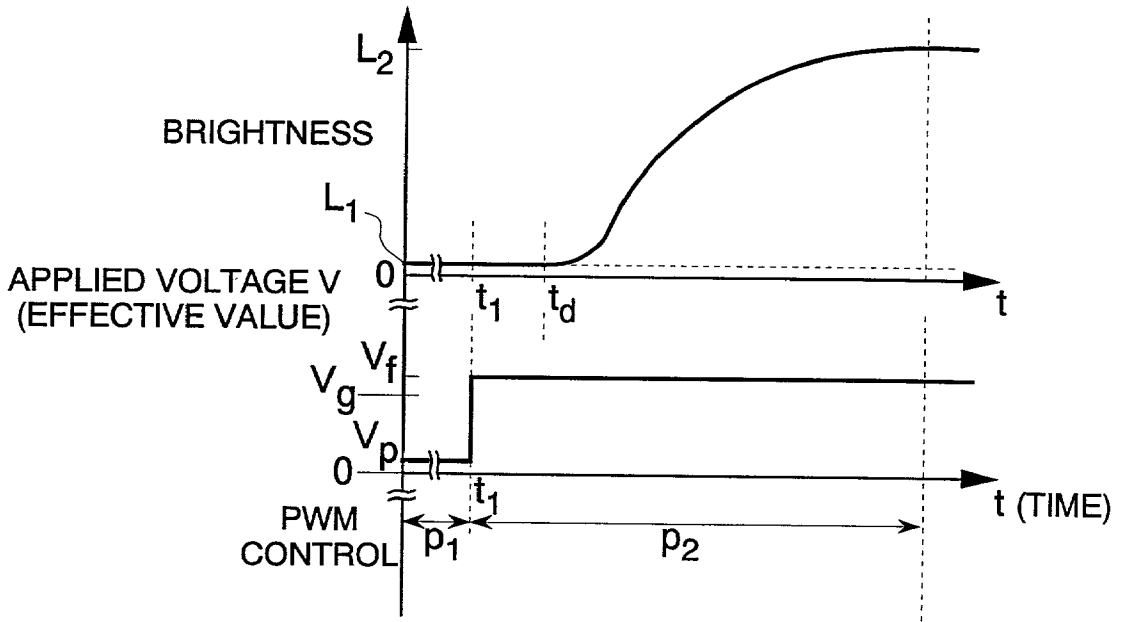 L2
BRIGHTNESS
L1
0
APPLIED VOLTAGE V
(EFFECTIVE VALUE)
t1
td
t
Vf
Vg
Vp
0
t1
t (TIME)
PWM
CONTROL
p1
p2